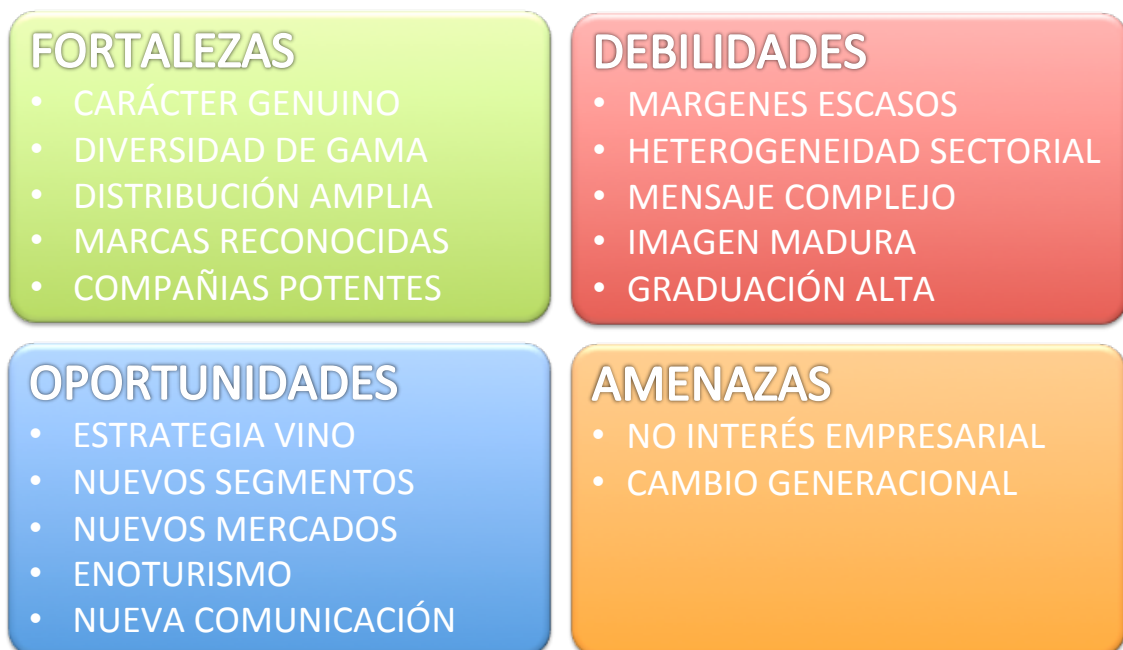 FORTALEZAS
• CARÁCTER GENUINO
• DIVERSIDAD DE GAMA
• DISTRIBUCIÓN AMPLIA
• MARCAS RECONOCIDAS
• COMPAÑIAS POTENTES
DEBILIDADES
• MARGENES ESCASOS
• HETEROGENEIDAD SECTORIAL
• MENSAJE COMPLEJO
• IMAGEN MADURA
• GRADUACIÓN ALTA
OPORTUNIDADES
• ESTRATEGIA VINO
• NUEVOS SEGMENTOS
• NUEVOS MERCADOS
• ENOTURISMO
• NUEVA COMUNICACIÓN
AMENAZAS
• NO INTERÉS EMPRESARIAL
• CAMBIO GENERACIONAL